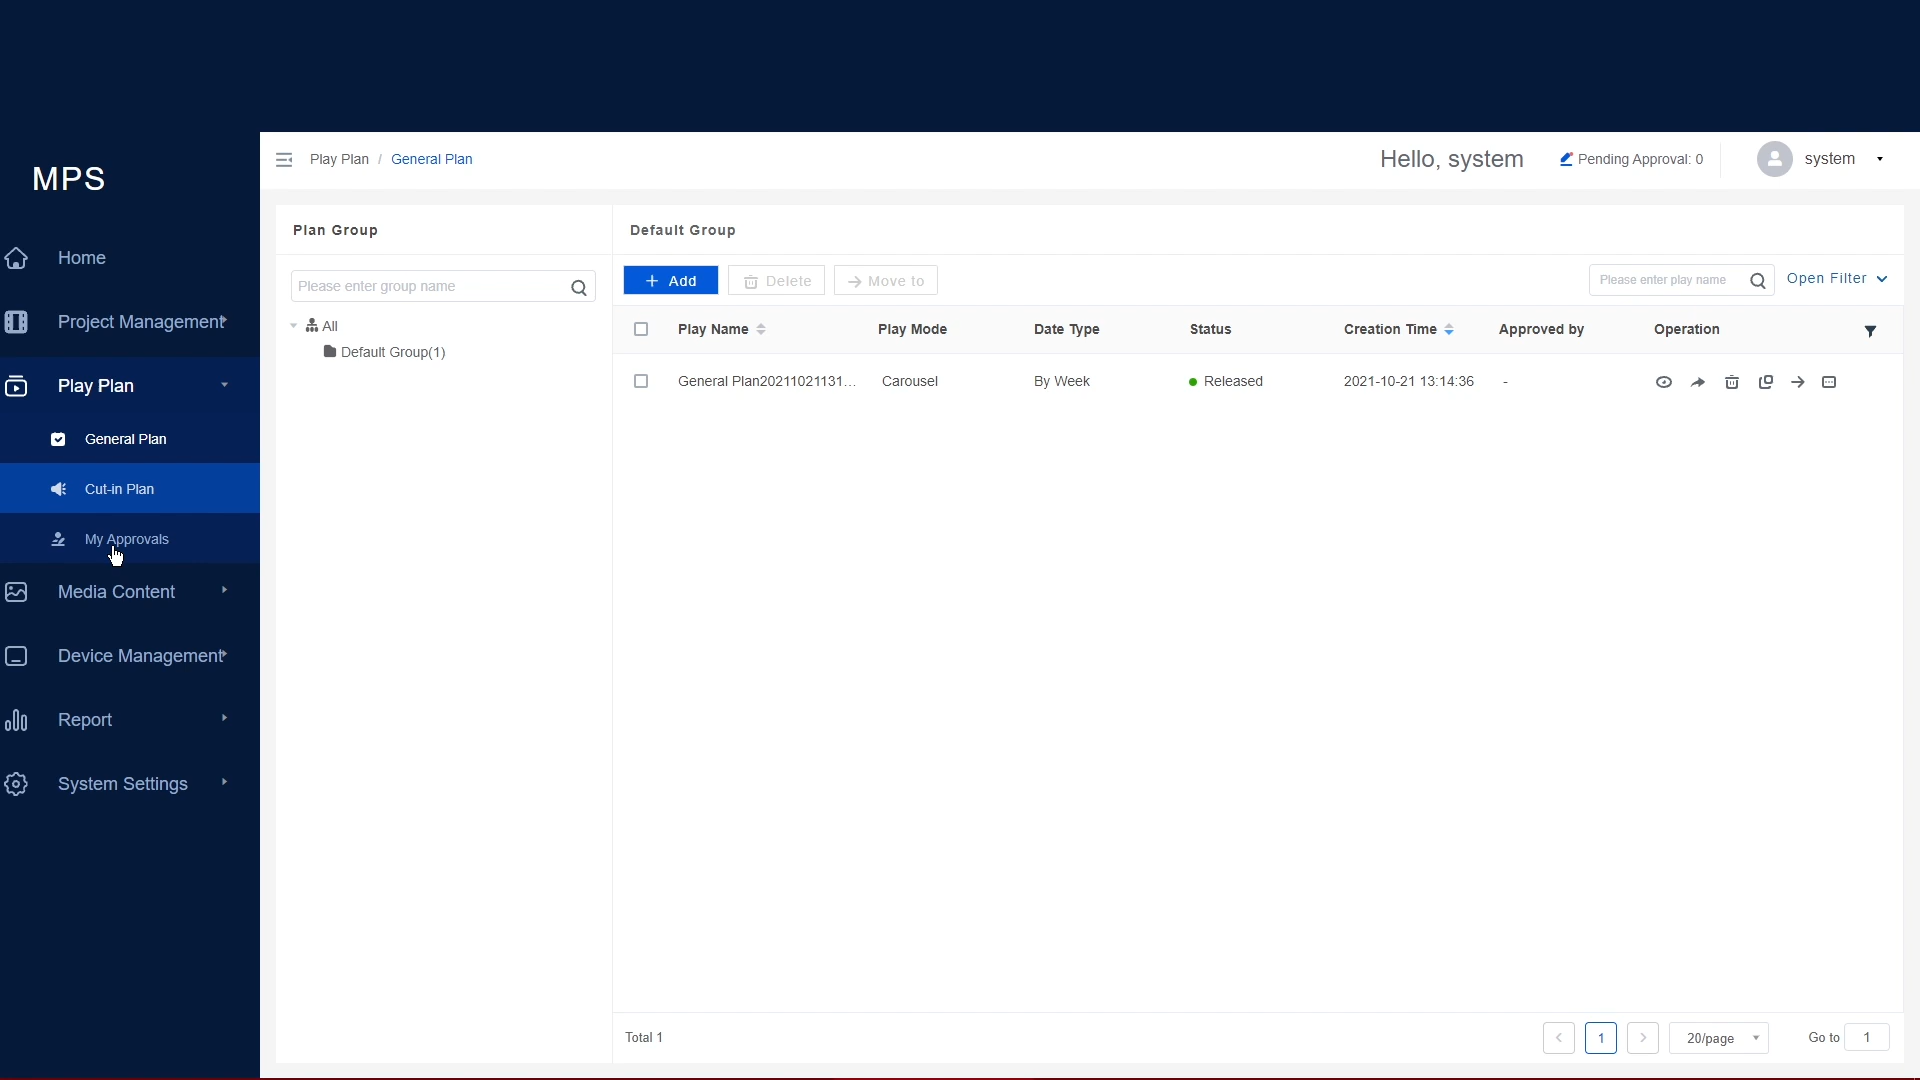 MPS
Home
Project Management
Play Plan
General Plan
Cut-in Plan
My Approvals
Media Content
Device Management
Report
System Settings
Play Plan / General Plan
Hello, system
Pending Approval: 0
system
Plan Group
Please enter group name
All
Default Group(1)
Default Group
+ Add
Delete
Move to
Please enter play name
Open Filter
Play Name Play Mode Date Type Status Creation Time Approved by Operation
General Plan20211021131... Carousel By Week Released 2021-10-21 13:14:36 -
Total 1
< 1 > 20/page Go to 1